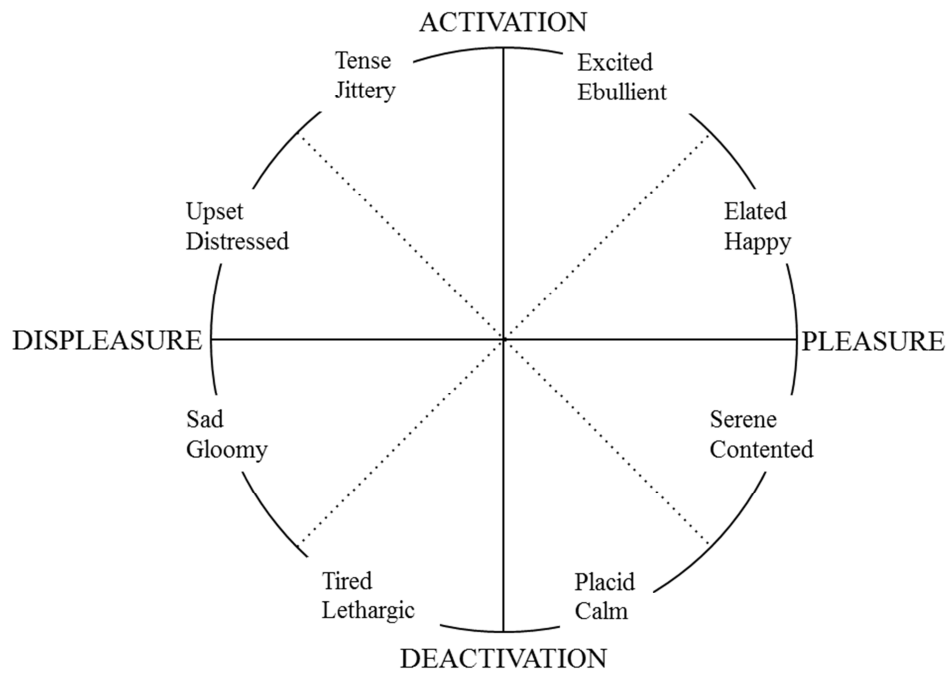 ACTIVATION
Tense
Jittery
Excited
Ebullient
Upset
Distressed
Elated
Happy
DISPLEASURE
PLEASURE
Sad
Gloomy
Serene
Contented
Tired
Lethargic
Placid
Calm
DEACTIVATION